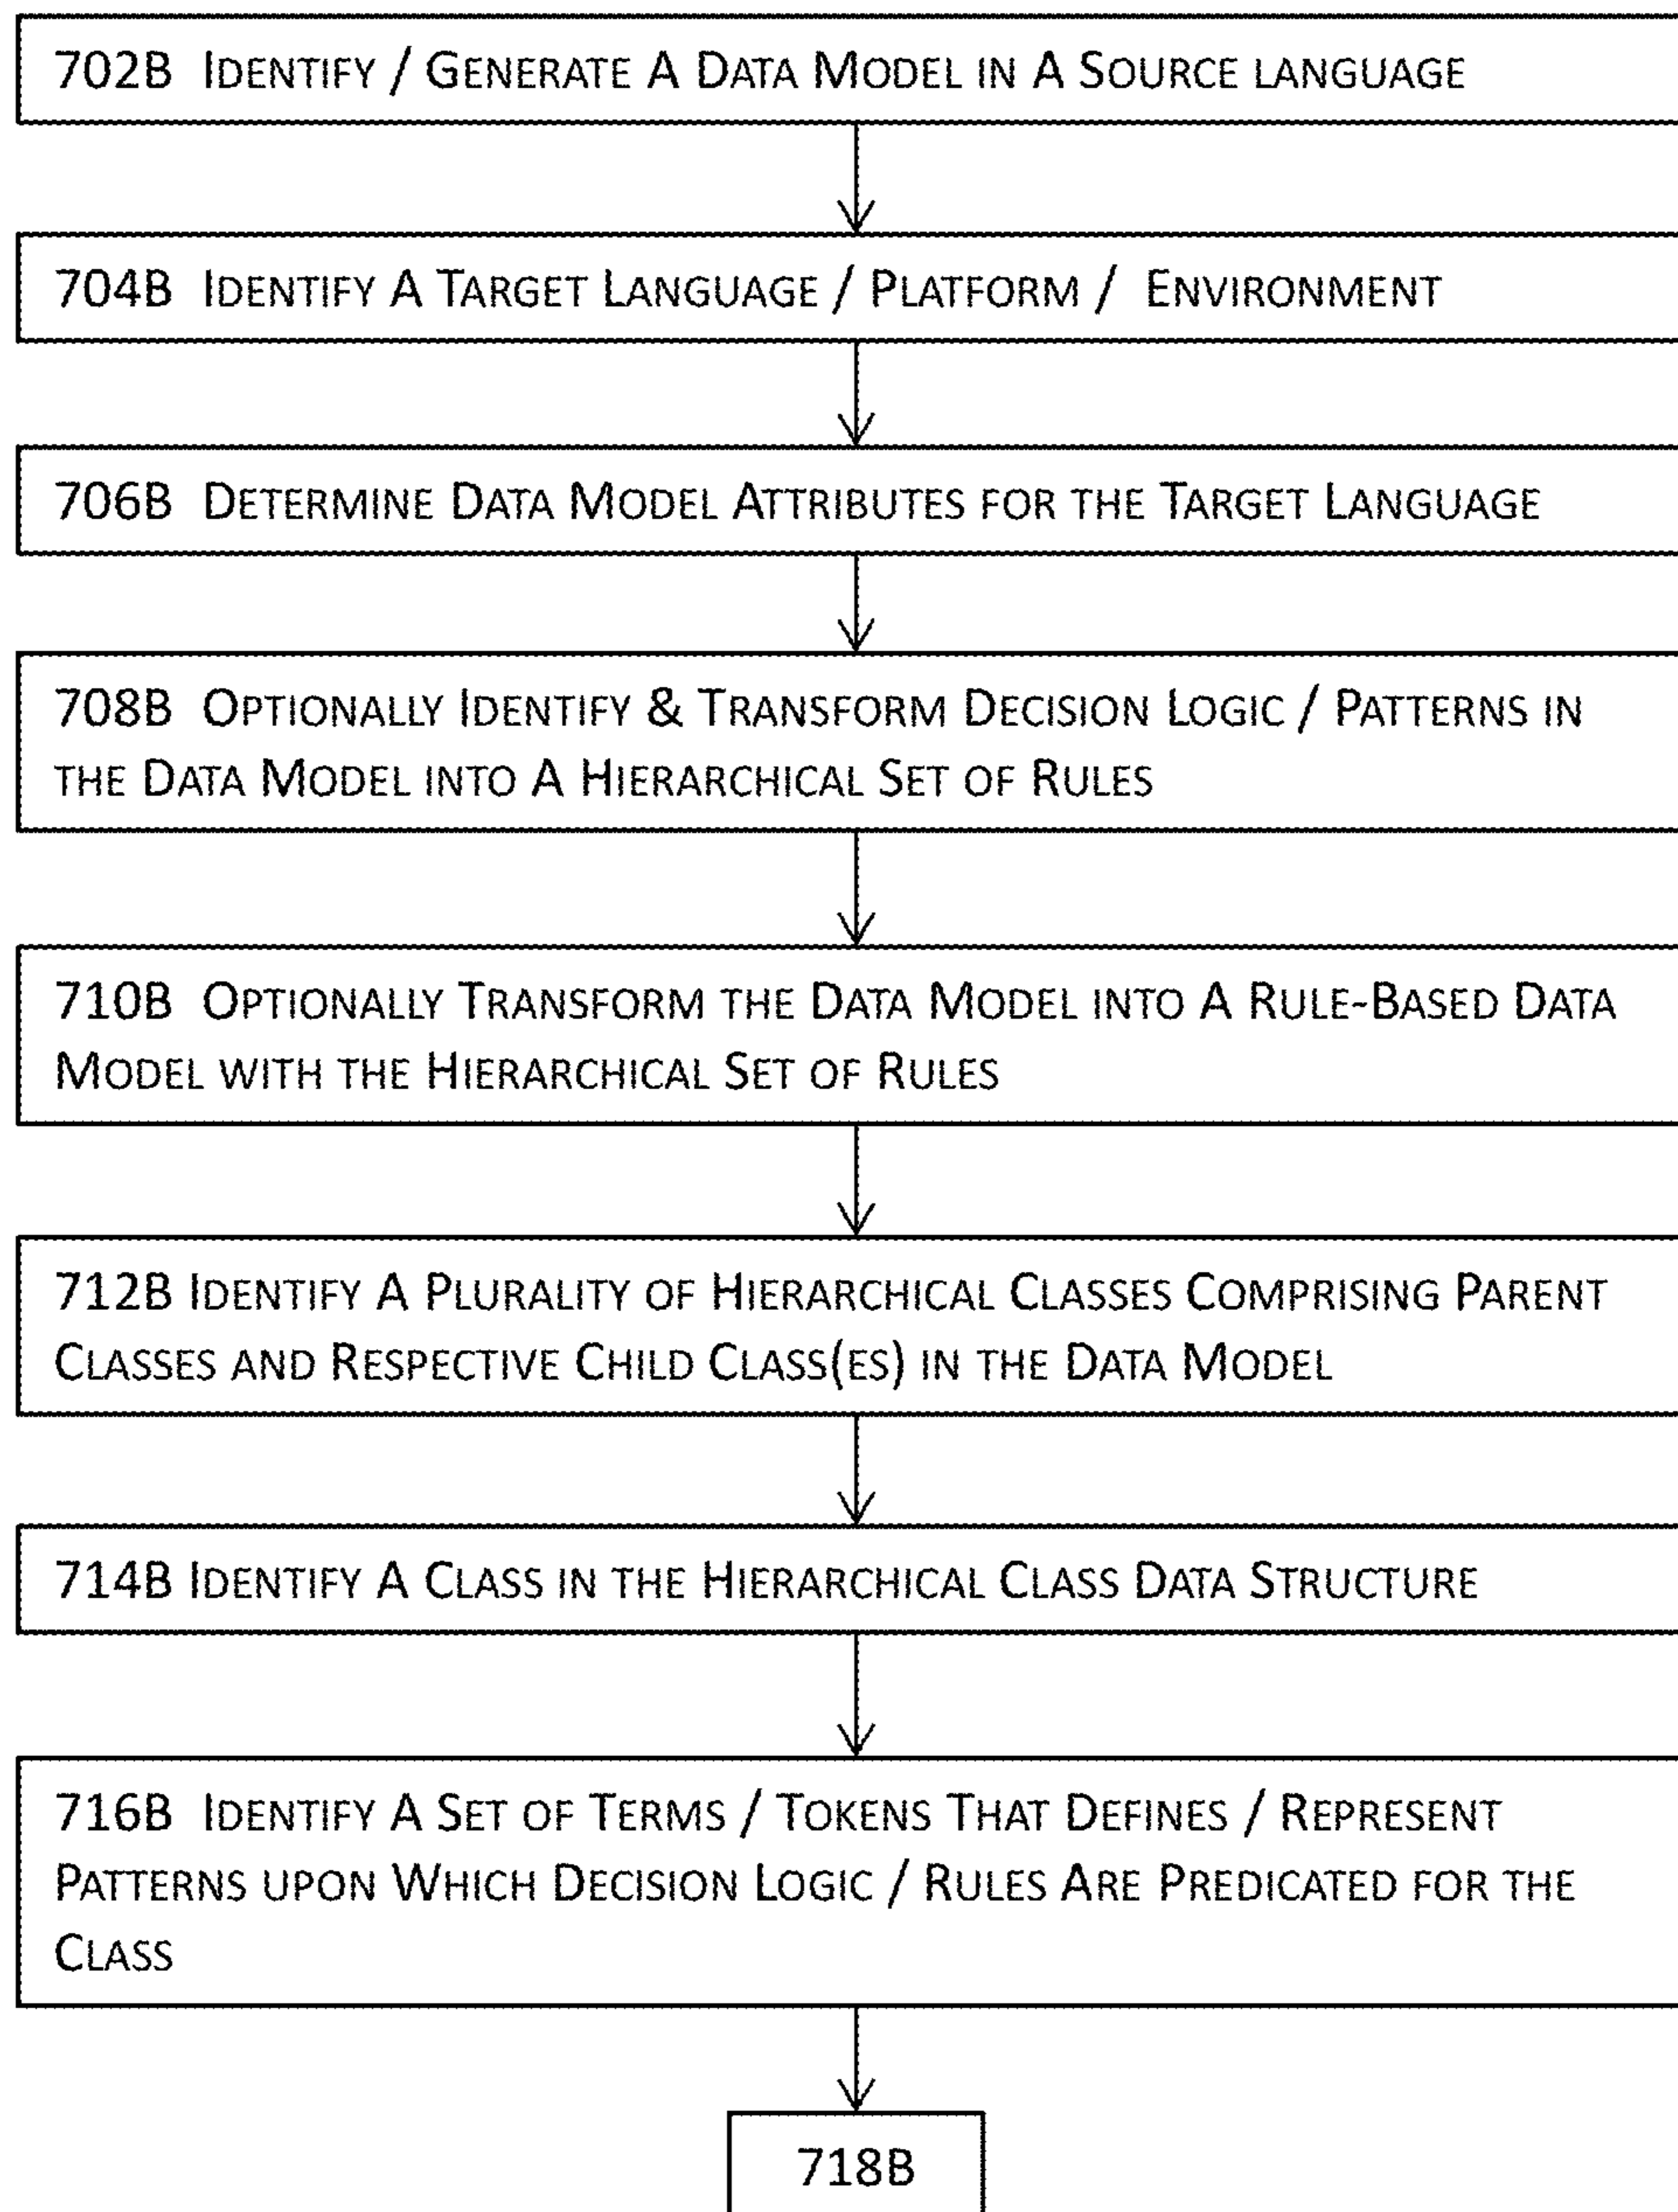 702B Identify / Generate A Data Model in A Source language
704B Identify A Target Language / Platform / Environment
706B Determine Data Model Attributes for the Target Language
708B Optionally Identify & Transform Decision Logic / Patterns in
the Data Model into A Hierarchical Set of Rules
710B Optionally Transform the Data Model into A Rule-Based Data
Model with the Hierarchical Set of Rules
712B Identify A Plurality of Hierarchical Classes Comprising Parent
Classes and Respective Child Class(es) in the Data Model
714B Identify A Class in the Hierarchical Class Data Structure
716B Identify A Set of Terms / Tokens That Defines / Represent
Patterns upon Which Decision Logic / Rules Are Predicated for the
Class
718B